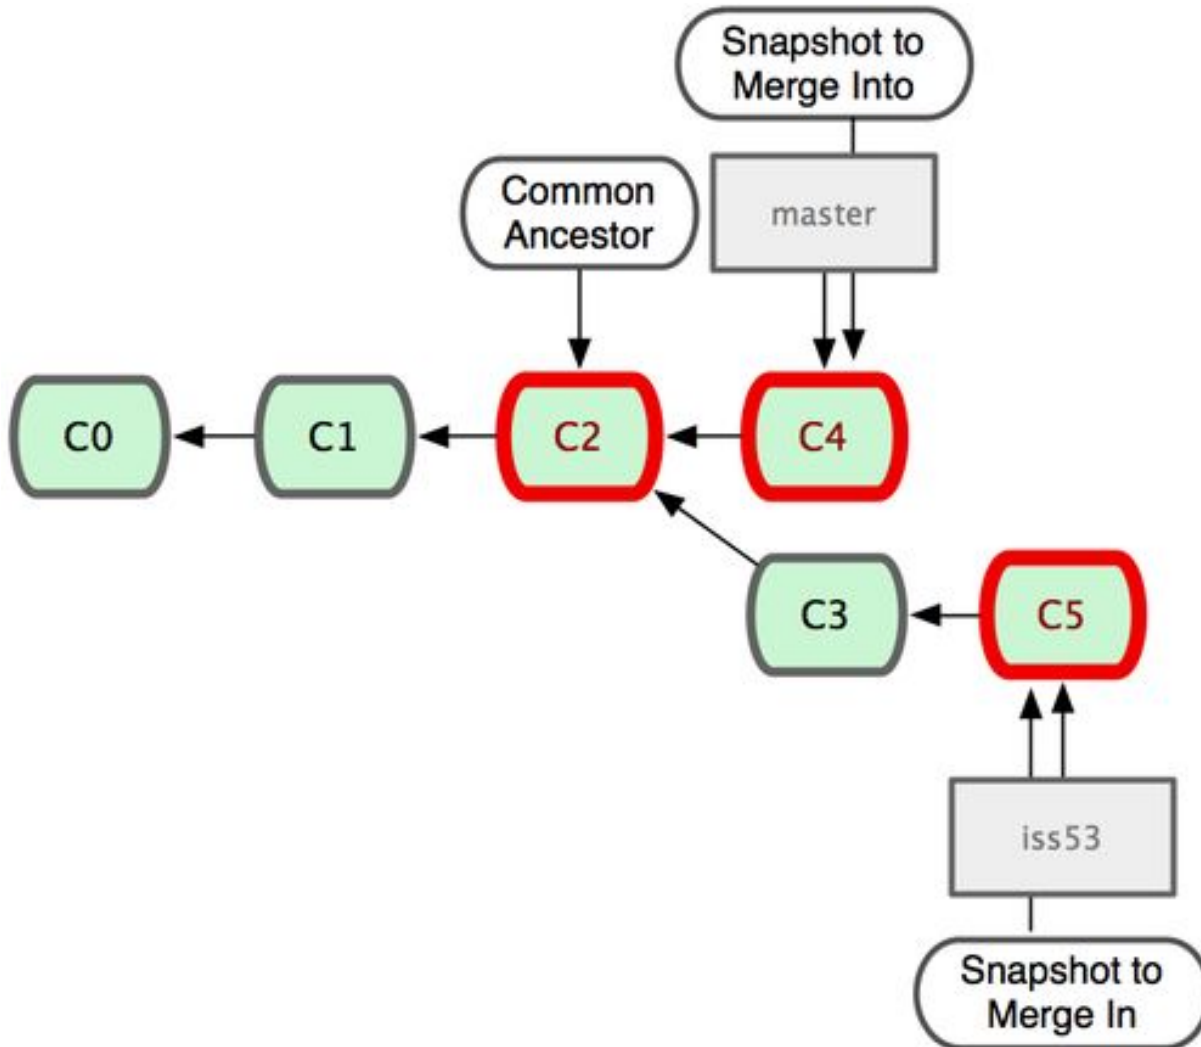 Snapshot to
Merge Into
Common
Ancestor
master
C0
C1
C2
C4
C3
C5
iss53
Snapshot to
Merge In